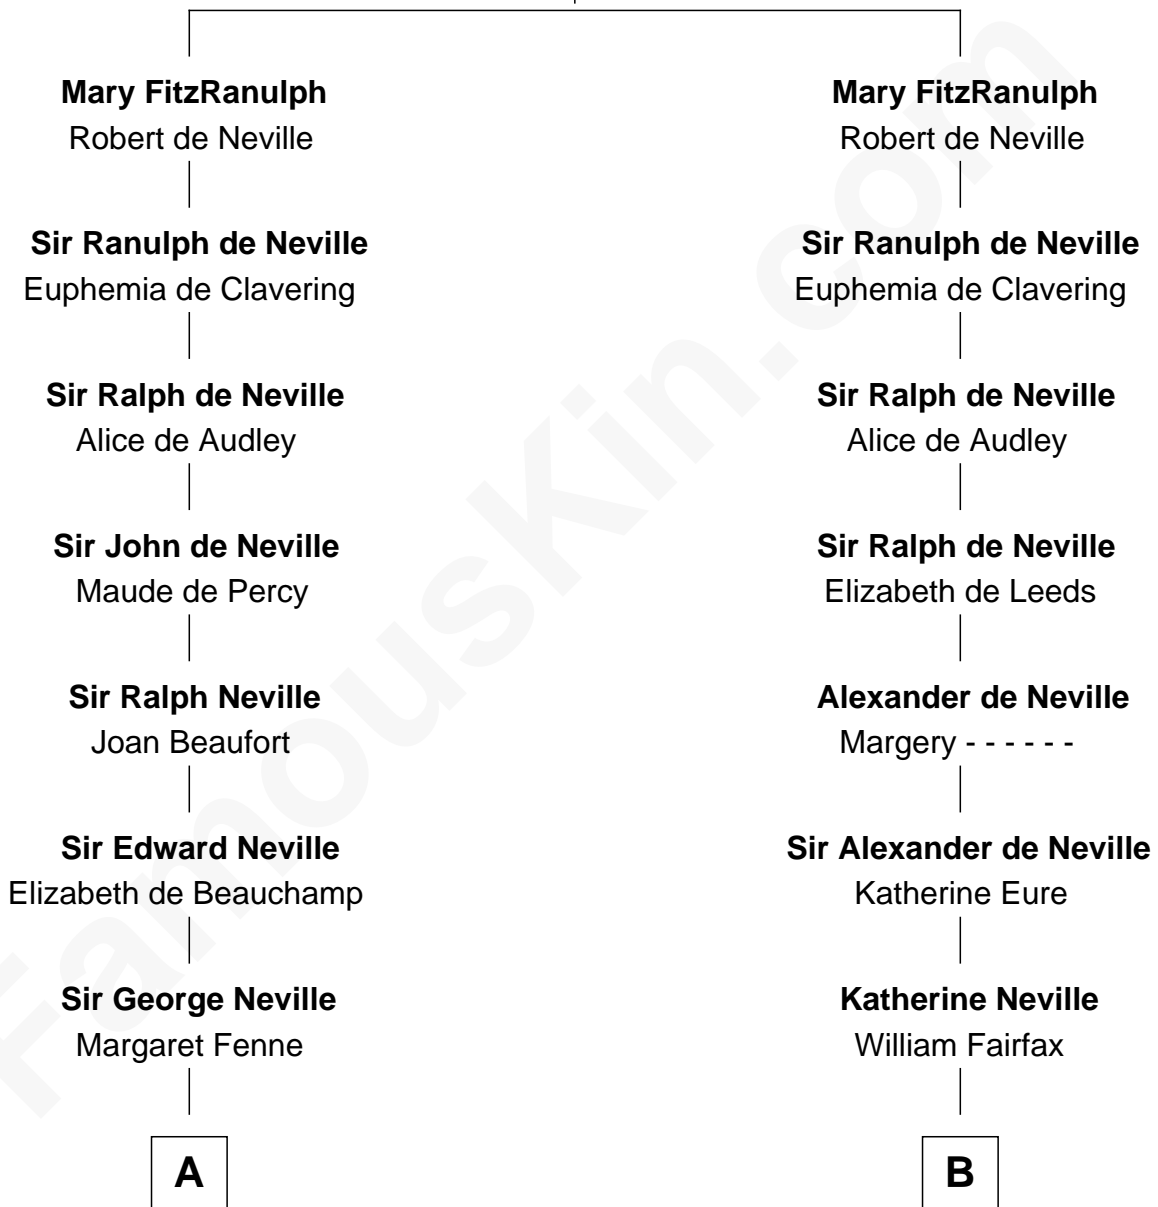 Mary FitzRanulph
Robert de Neville
Sir Ranulph de Neville
Euphemia de Clavering
Sir Ralph de Neville
Alice de Audley
Sir John de Neville
Maude de Percy
Sir Ralph Neville
Joan Beaufort
Sir Edward Neville
Elizabeth de Beauchamp
Sir George Neville
Margaret Fenne
A
Mary FitzRanulph
Robert de Neville
Sir Ranulph de Neville
Euphemia de Clavering
Sir Ralph de Neville
Alice de Audley
Sir Ralph de Neville
Elizabeth de Leeds
Alexander de Neville
Margery - - - - - -
Sir Alexander de Neville
Katherine Eure
Katherine Neville
William Fairfax
B
FamousKin.com